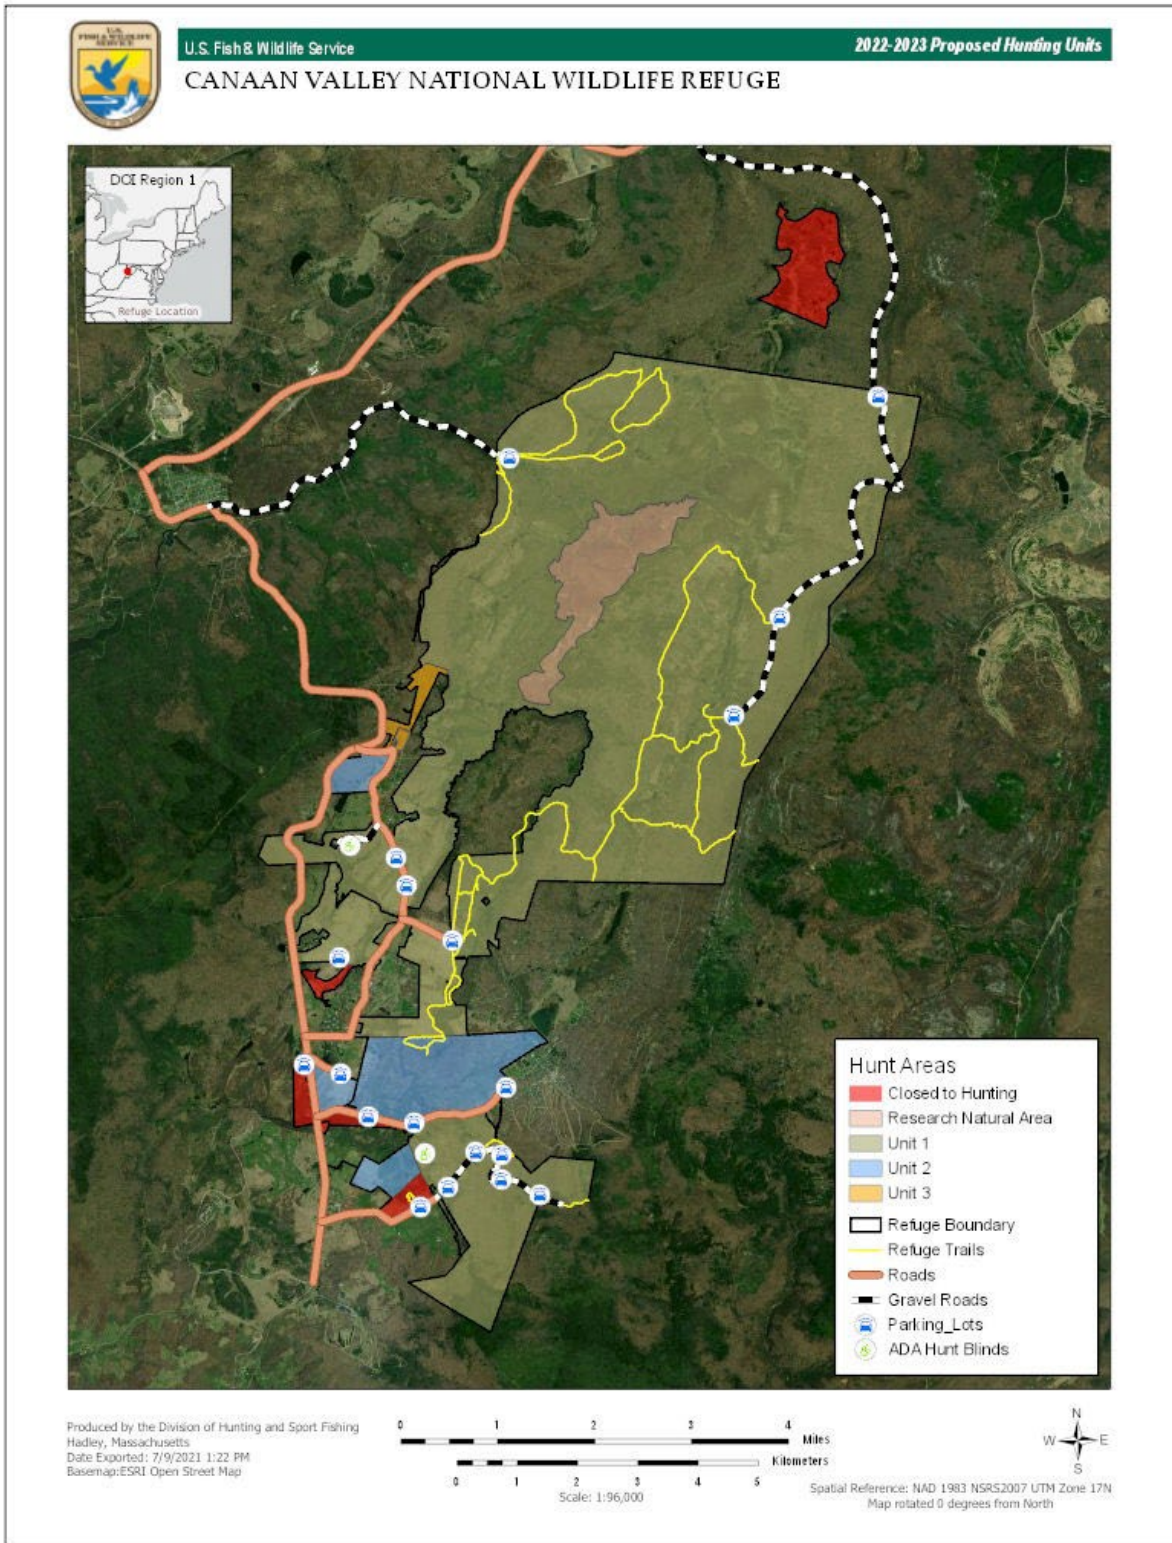 U.S.
FISH & WILDLIFE
SERVICE
U.S. Fish & Wildlife Service
2022-2023 Proposed Hunting Units
CANAAN VALLEY NATIONAL WILDLIFE REFUGE
DOI Region 1
Refuge Location
Hunt Areas
Closed to Hunting
Research Natural Area
Unit 1
Unit 2
Unit 3
Refuge Boundary
Refuge Trails
Roads
Gravel Roads
Parking_Lots
ADA Hunt Blinds
Produced by the Division of Hunting and Sport Fishing
Hadley, Massachusetts
Date Exported: 7/9/2021 1:22 PM
Basemap:ESRI Open Street Map
0 1 2 3 4
Miles
Kilometers
0 1 2 3 4 5
Scale: 1:96,000
N
W E
S
Spatial Reference: NAD 1983 NSRS2007 UTM Zone 17N
Map rotated 0 degrees from North